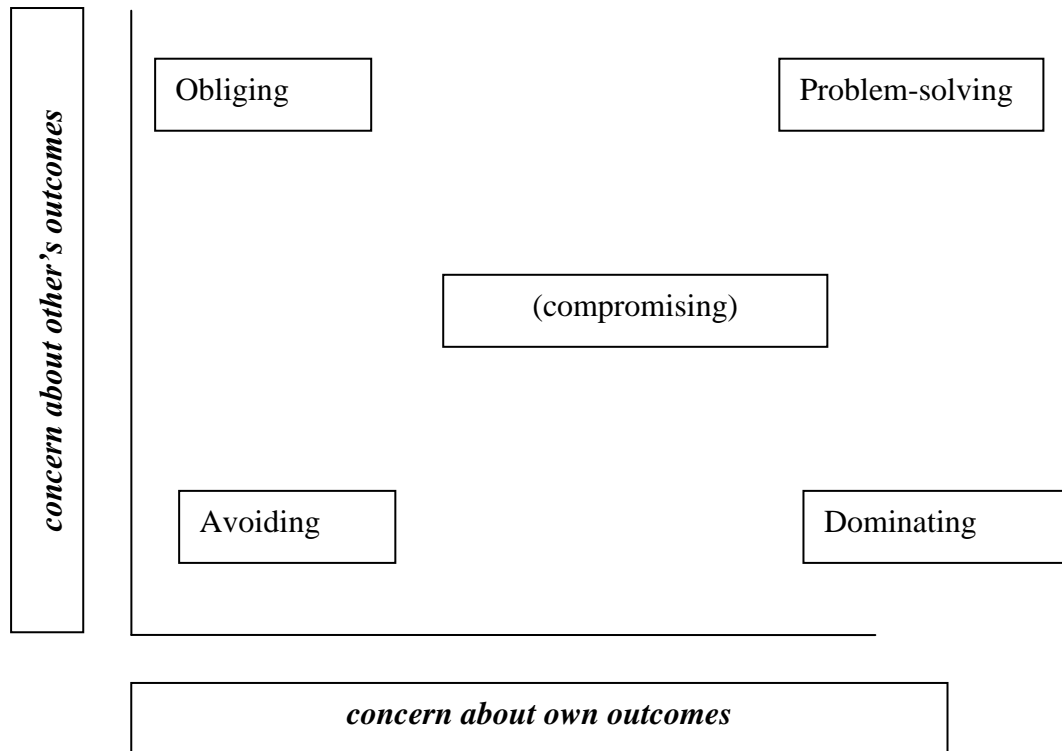 concern about other’s outcomes
Obliging
Problem-solving
(compromising)
Avoiding
Dominating
concern about own outcomes